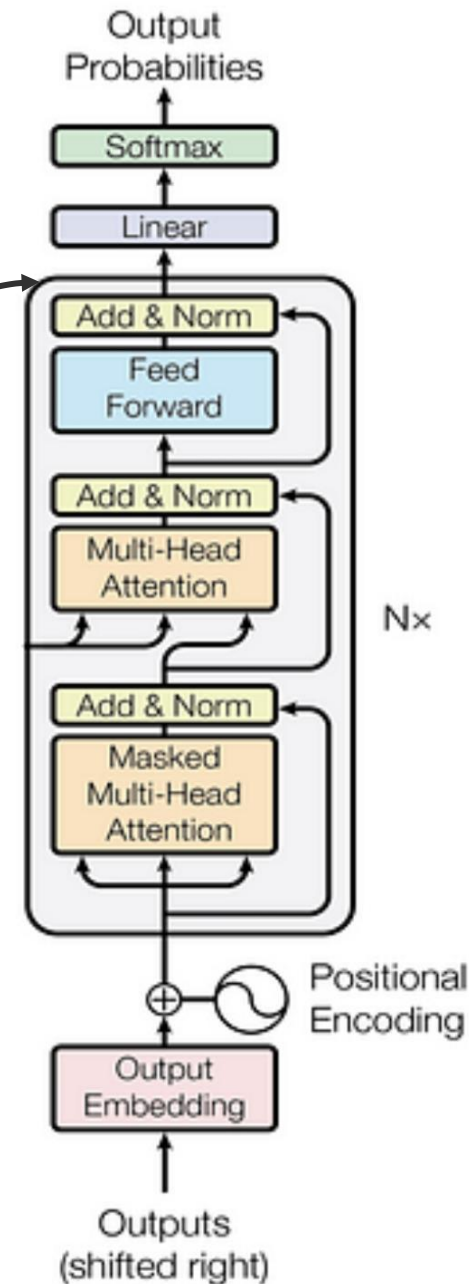 Output
Probabilities
Softmax
Linear
Add & Norm
Feed
Forward
Add & Norm
Multi-Head
Attention
N×
Add & Norm
Masked
Multi-Head
Attention
Positional
Encoding
Output
Embedding
Outputs
(shifted right)